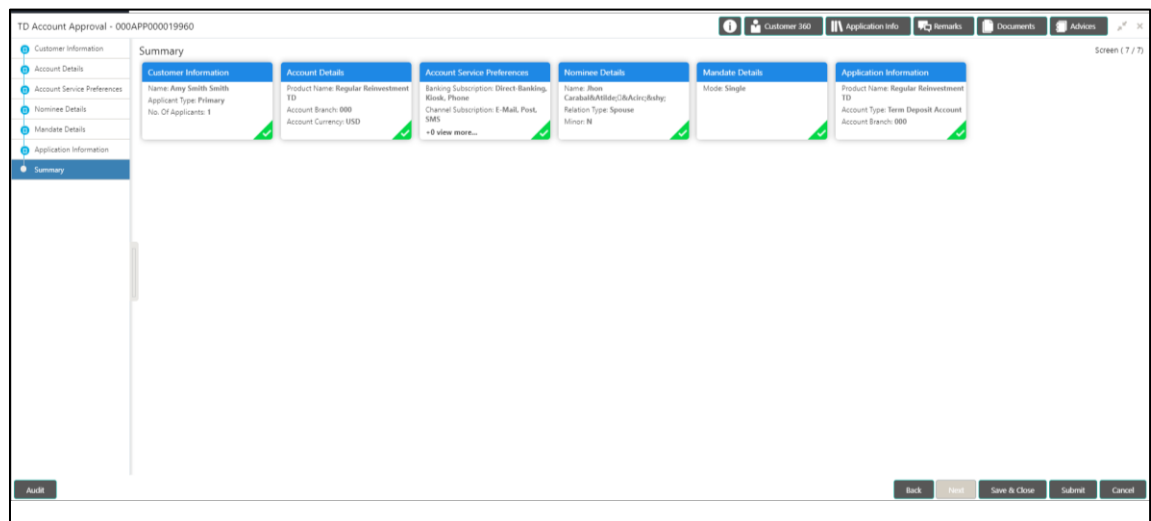 TD Account Approval - 000APP000019960
Customer 360
Application Info
Remarks
Documents
Advices
Customer Information
Account Details
Account Service Preferences
Nominee Details
Mandate Details
Application Information
Summary
Summary
Screen ( 7 / 7)
Customer Information
Name: Amy Smith Smith
Applicant Type: Primary
No. Of Applicants: 1
Account Details
Product Name: Regular Reinvestment
TD
Account Branch: 000
Account Currency: USD
Account Service Preferences
Banking Subscription: Direct-Banking,
Kiosk, Phone
Channel Subscription: E-Mail, Post,
SMS
+0 view more...
Nominee Details
Name: Jhon
Relation Type: Spouse
Minor: N
Mandate Details
Mode: Single
Application Information
Product Name: Regular Reinvestment
TD
Account Type: Term Deposit Account
Account Branch: 000
Audit
Back
Next
Save & Close
Submit
Cancel